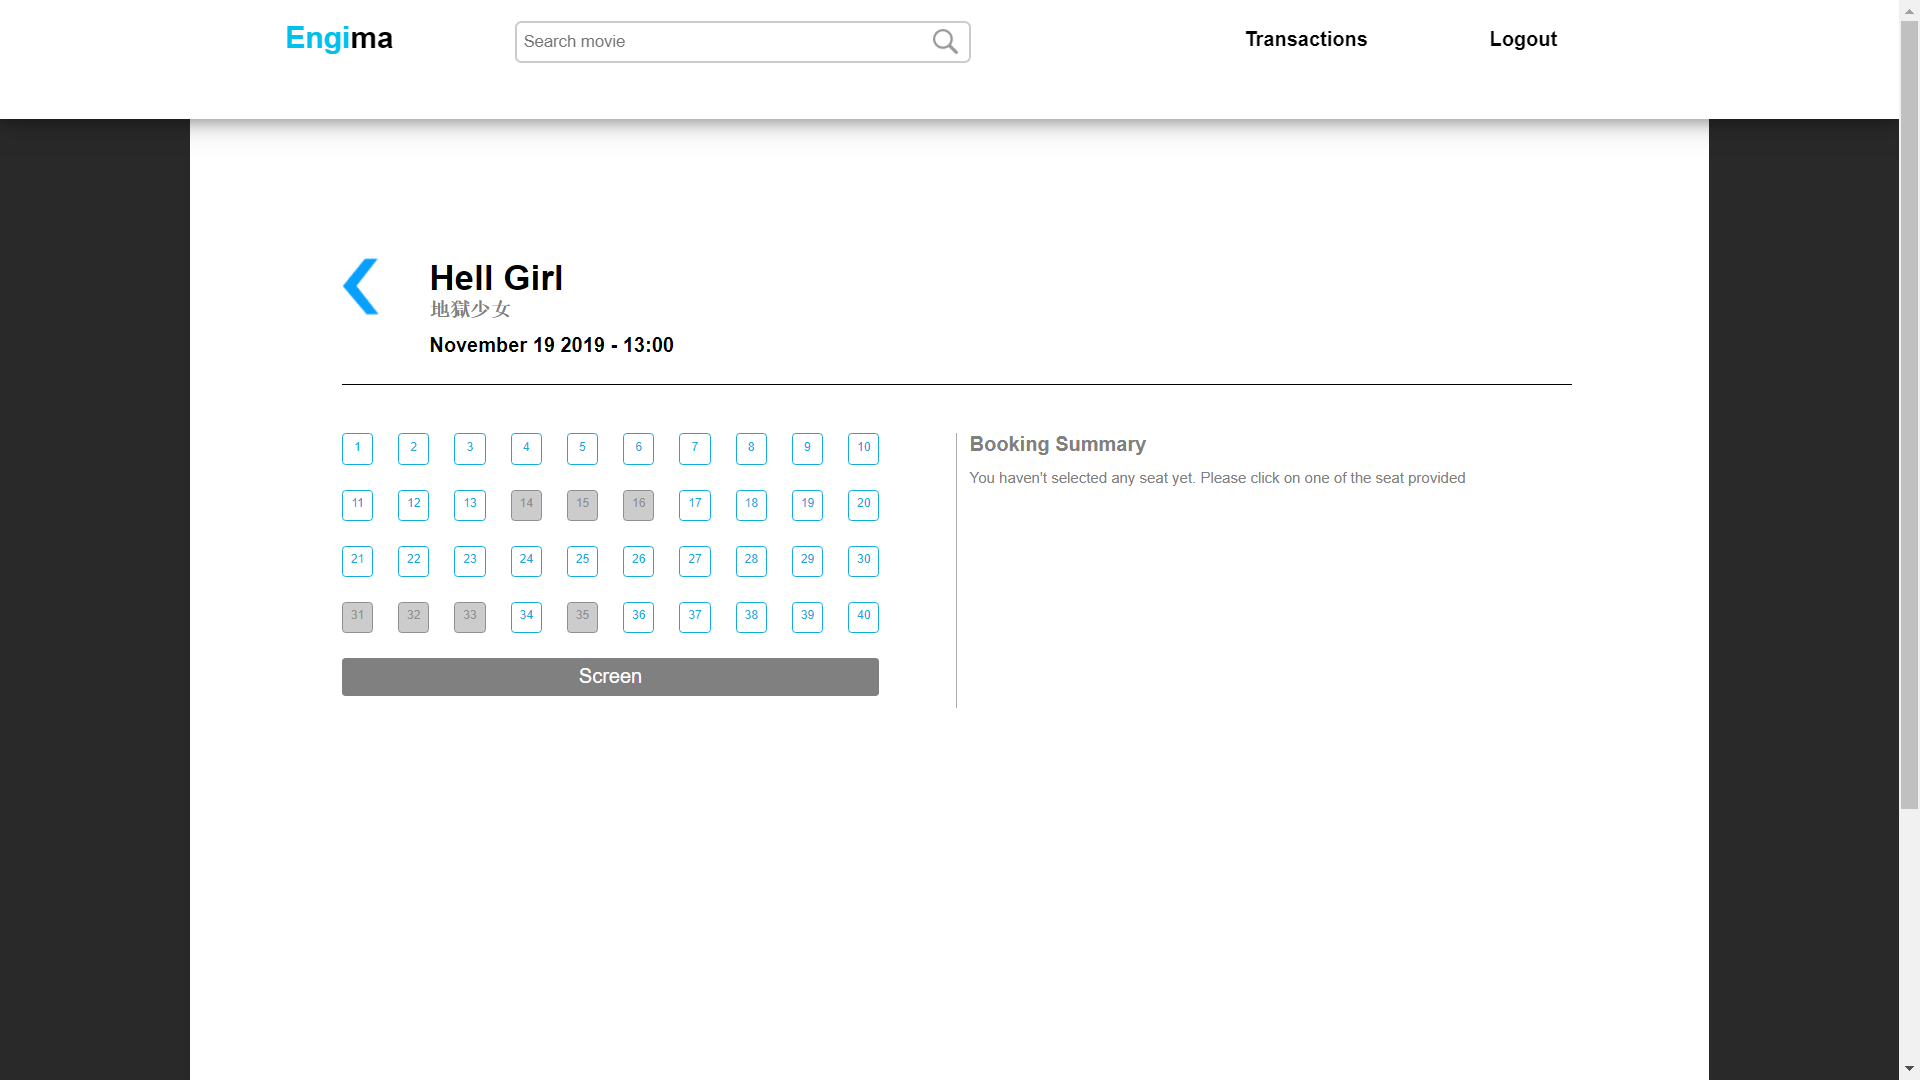 Engima
Search movie
Transactions
Logout
Hell Girl
地獄少女
November 19 2019 - 13:00
1 2 3 4 5 6 7 8 9 10
11 12 13 14 15 16 17 18 19 20
21 22 23 24 25 26 27 28 29 30
31 32 33 34 35 36 37 38 39 40
Screen
Booking Summary
You haven't selected any seat yet. Please click on one of the seat provided